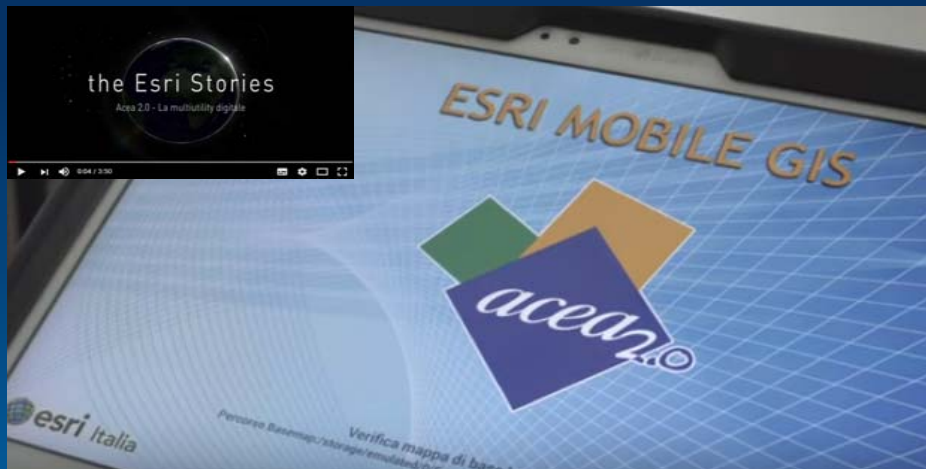 the Esri Stories
Acea 2.0 - La multiutility digitale
0:04 / 3:50
ESRI MOBILE GIS
acea2.0
esri Italia
Verifica mappa di base
Percorso Basemap:/storage/emulated/